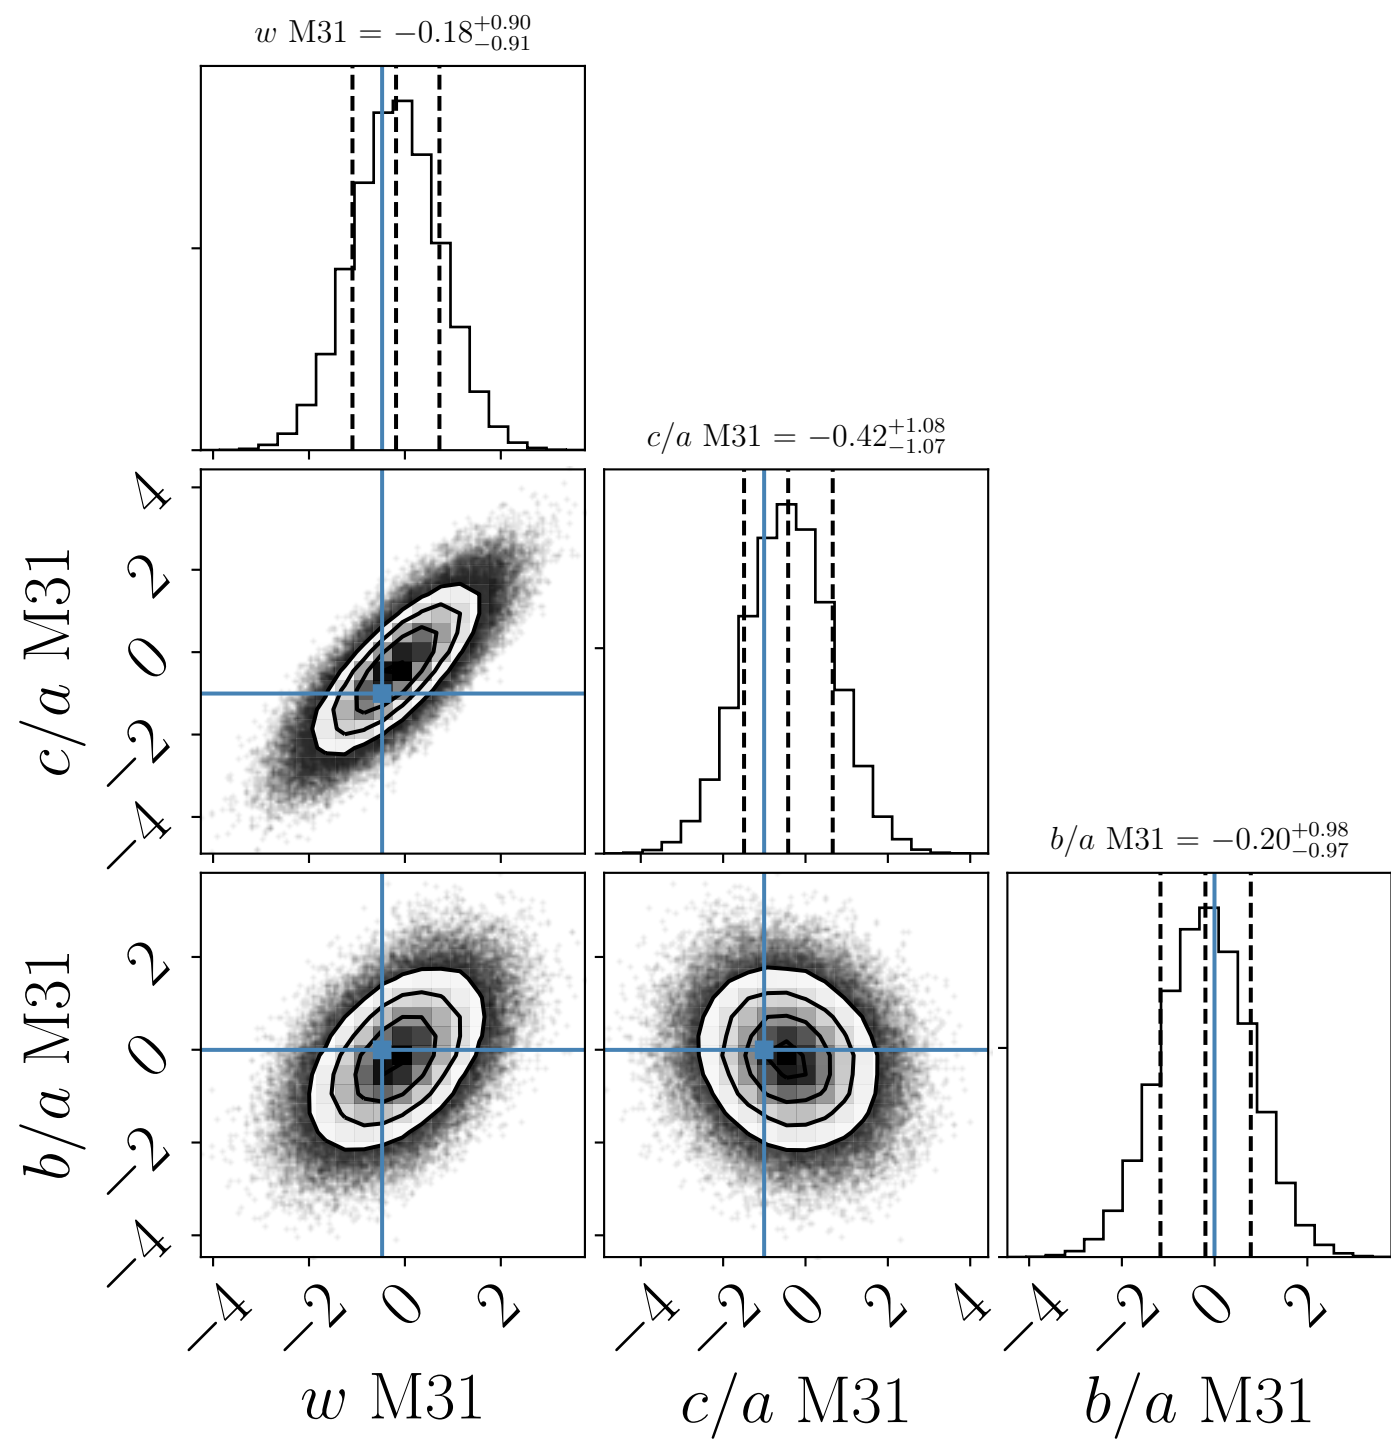 w M31 = −0.18+0.90 −0.91
c/a M31 = −0.42+1.08 −1.07
4
2
0
−2
−4
c/a M31
b/a M31 = −0.20+0.98 −0.97
2
0
−2
−4
b/a M31
−4 −2 0 2
−4 −2 0 2 4
−4 −2 0 2
w M31
c/a M31
b/a M31